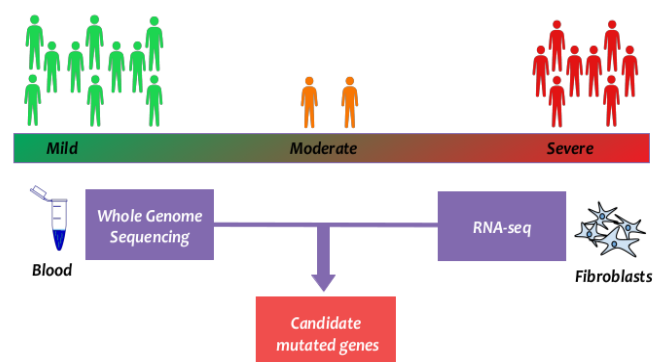 Mild Moderate Severe
Whole Genome
Sequencing
RNA-seq
Blood
Fibroblasts
Candidate
mutated genes